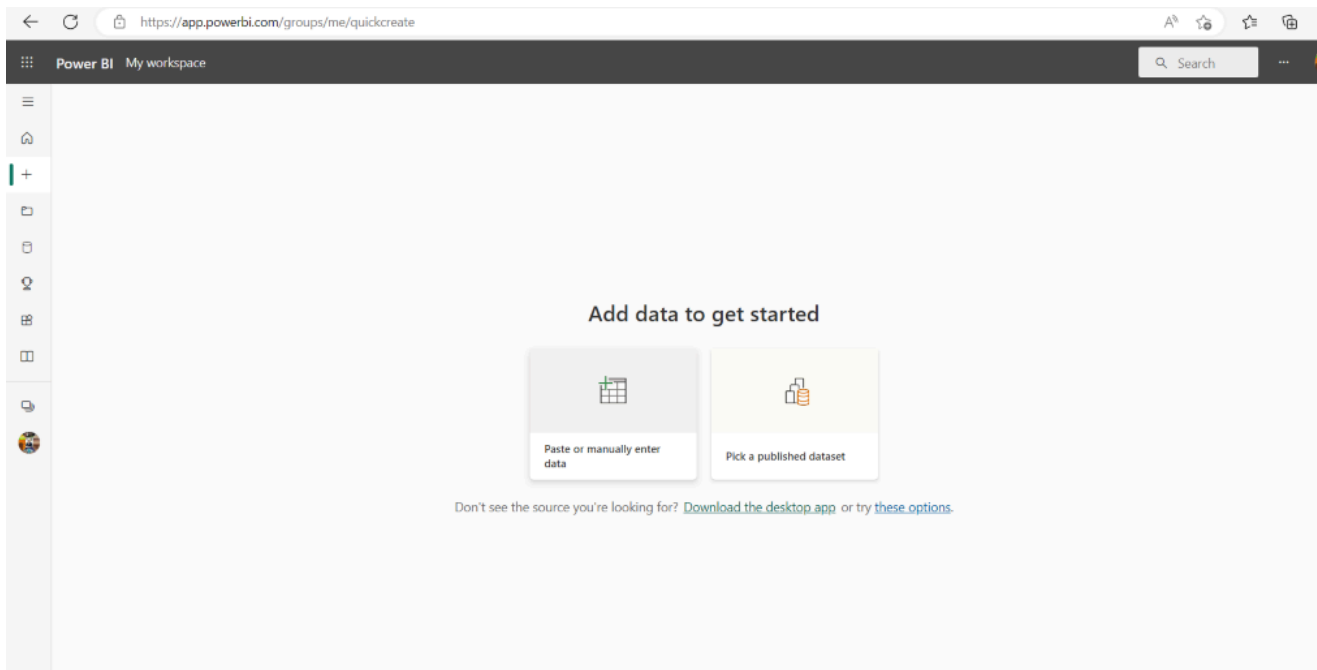 https://app.powerbi.com/groups/me/quickcreate
Power BI My workspace
Search
Add data to get started
Paste or manually enter
data
Pick a published dataset
Don't see the source you're looking for? Download the desktop app or try these options.